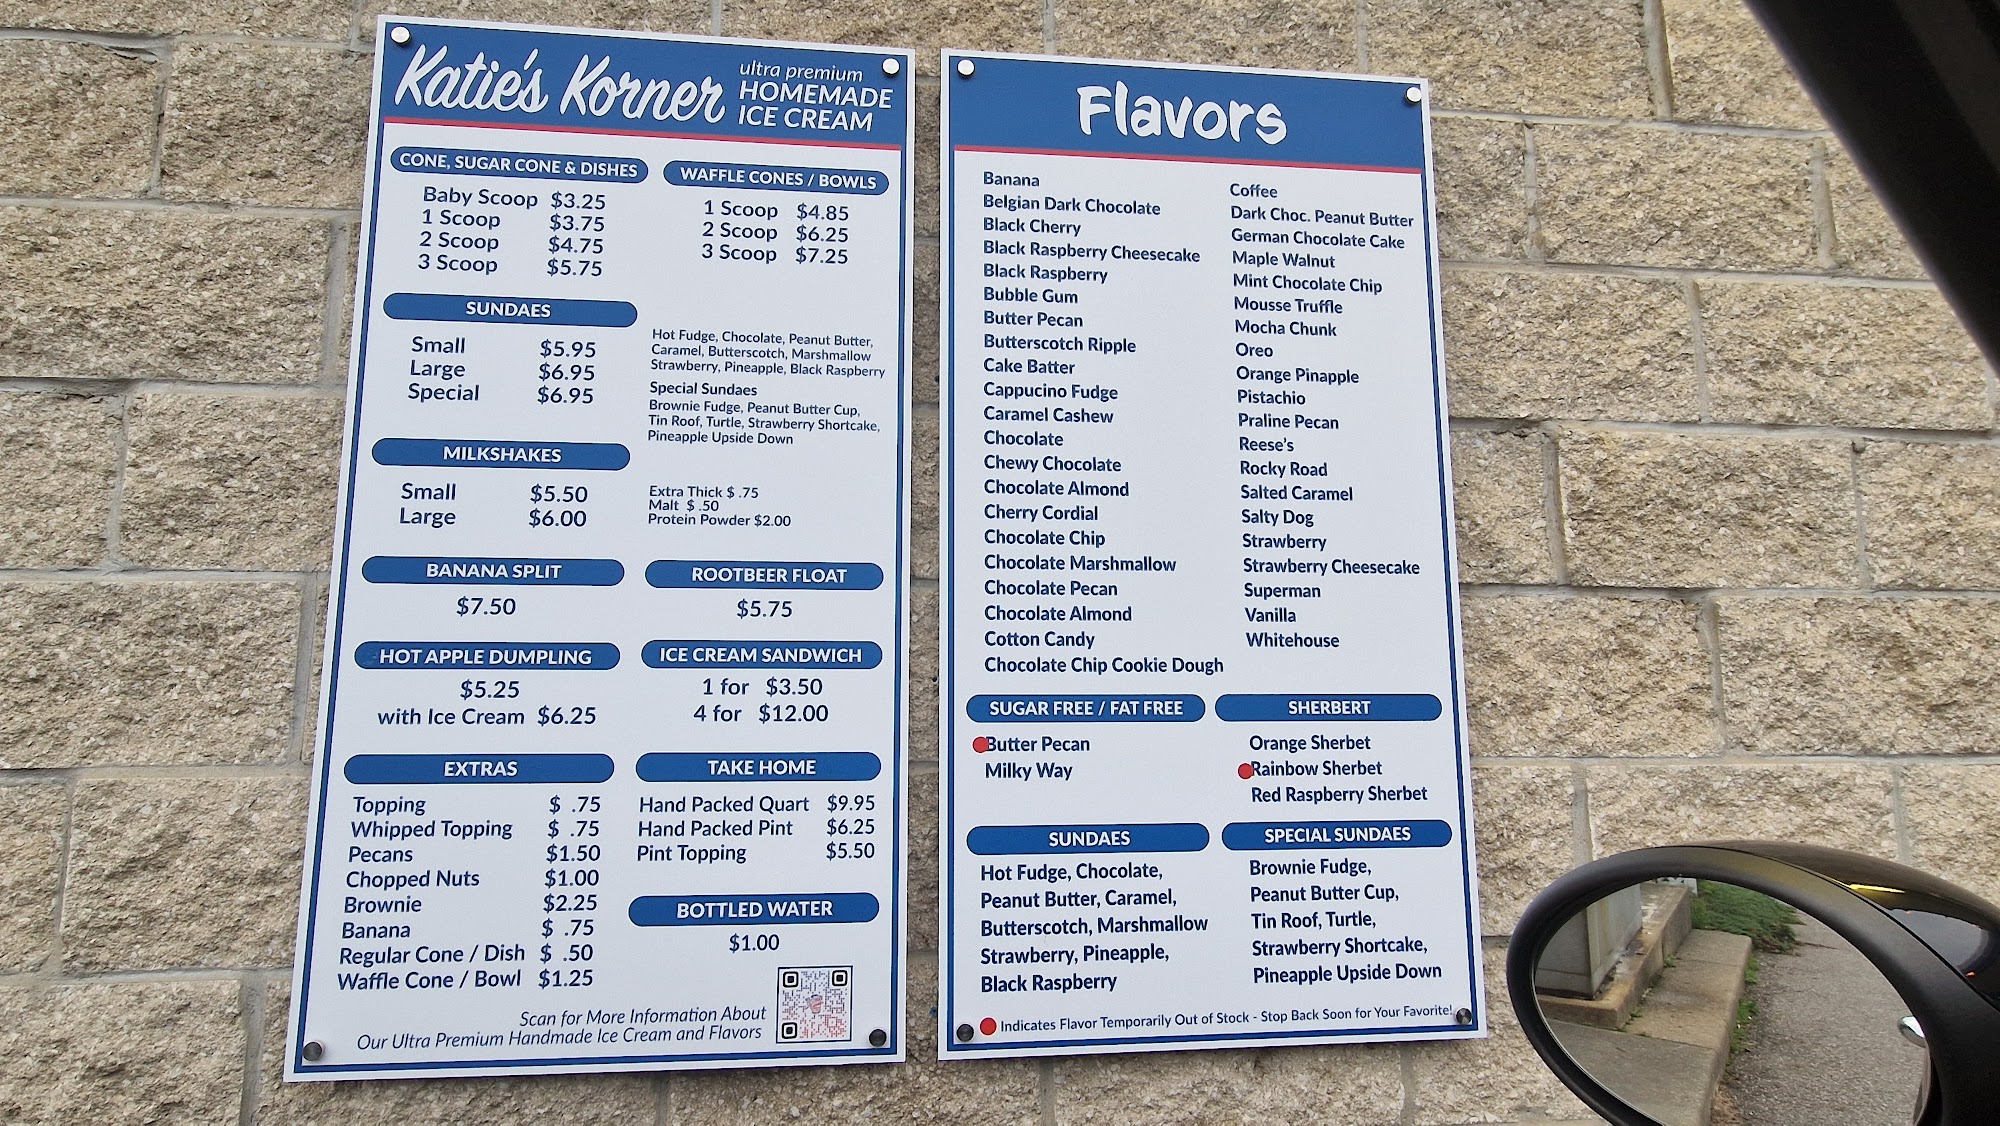 Katie's Korner
ultra premium
HOMEMADE
ICE CREAM
CONE, SUGAR CONE & DISHES
Baby Scoop $3.25
1 Scoop $3.75
2 Scoop $4.75
3 Scoop $5.75
WAFFLE CONES / BOWLS
1 Scoop $4.85
2 Scoop $6.25
3 Scoop $7.25
SUNDAES
Small $5.95
Large $6.95
Special $6.95
Hot Fudge, Chocolate, Peanut Butter,
Caramel, Butterscotch, Marshmallow
Strawberry, Pineapple, Black Raspberry
Special Sundaes
Brownie Fudge, Peanut Butter Cup,
Tin Roof, Turtle, Strawberry Shortcake,
Pineapple Upside Down
MILKSHAKES
Small $5.50
Large $6.00
Extra Thick $ .75
Malt $ .50
Protein Powder $2.00
BANANA SPLIT
$7.50
ROOTBEER FLOAT
$5.75
HOT APPLE DUMPLING
$5.25
with Ice Cream $6.25
ICE CREAM SANDWICH
1 for $3.50
4 for $12.00
EXTRAS
Topping $ .75
Whipped Topping $ .75
Pecans $1.50
Chopped Nuts $1.00
Brownie $2.25
Banana $ .75
Regular Cone / Dish $ .50
Waffle Cone / Bowl $1.25
TAKE HOME
Hand Packed Quart $9.95
Hand Packed Pint $6.25
Pint Topping $5.50
BOTTLED WATER
$1.00
Scan for More Information About
Our Ultra Premium Handmade Ice Cream and Flavors
Flavors
Banana
Belgian Dark Chocolate
Black Cherry
Black Raspberry Cheesecake
Black Raspberry
Bubble Gum
Butter Pecan
Butterscotch Ripple
Cake Batter
Cappucino Fudge
Caramel Cashew
Chocolate
Chewy Chocolate
Chocolate Almond
Cherry Cordial
Chocolate Chip
Chocolate Marshmallow
Chocolate Pecan
Chocolate Almond
Cotton Candy
Chocolate Chip Cookie Dough
Coffee
Dark Choc. Peanut Butter
German Chocolate Cake
Maple Walnut
Mint Chocolate Chip
Mousse Truffle
Mocha Chunk
Oreo
Orange Pinapple
Pistachio
Praline Pecan
Reese's
Rocky Road
Salted Caramel
Salty Dog
Strawberry
Strawberry Cheesecake
Superman
Vanilla
Whitehouse
SUGAR FREE / FAT FREE
Butter Pecan
Milky Way
SHERBERT
Orange Sherbet
Rainbow Sherbet
Red Raspberry Sherbet
SUNDAES
Hot Fudge, Chocolate,
Peanut Butter, Caramel,
Butterscotch, Marshmallow
Strawberry, Pineapple,
Black Raspberry
SPECIAL SUNDAES
Brownie Fudge,
Peanut Butter Cup,
Tin Roof, Turtle,
Strawberry Shortcake,
Pineapple Upside Down
Indicates Flavor Temporarily Out of Stock - Stop Back Soon for Your Favorite!